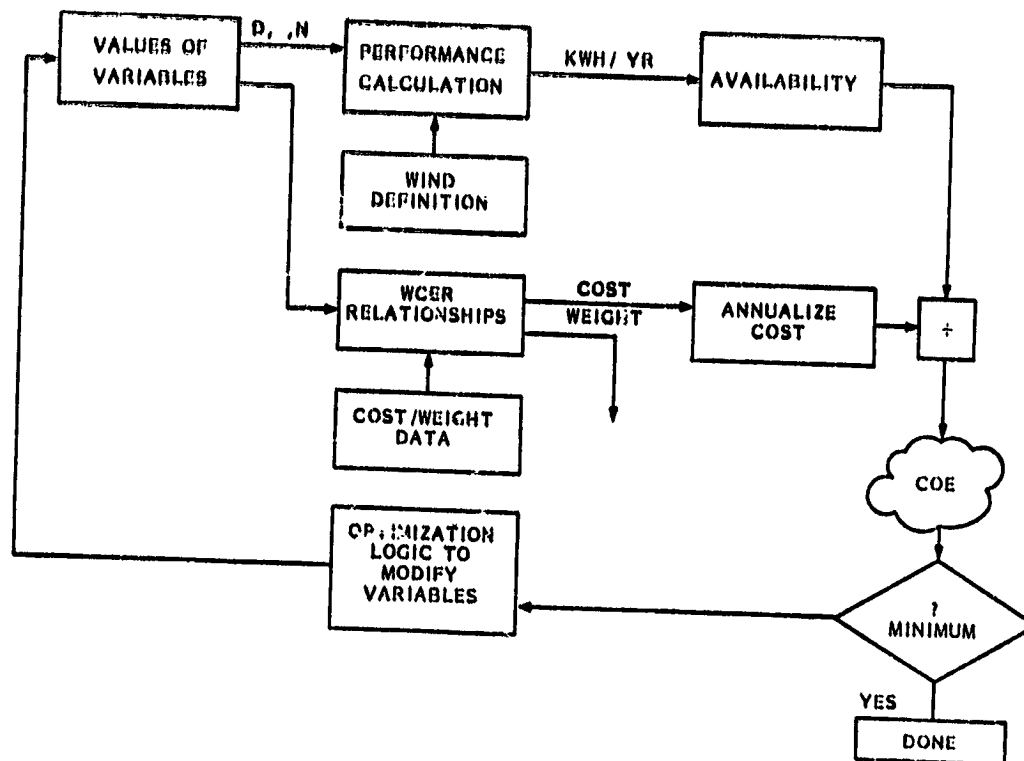 VALUES OF
VARIABLES
D, ,N
PERFORMANCE
CALCULATION
KWH/ YR
AVAILABILITY
WIND
DEFINITION
WCER
RELATIONSHIPS
COST
WEIGHT
ANNUALIZE
COST
÷
COST/WEIGHT
DATA
COE
OPTIMIZATION
LOGIC TO
MODIFY
VARIABLES
?
MINIMUM
YES
DONE